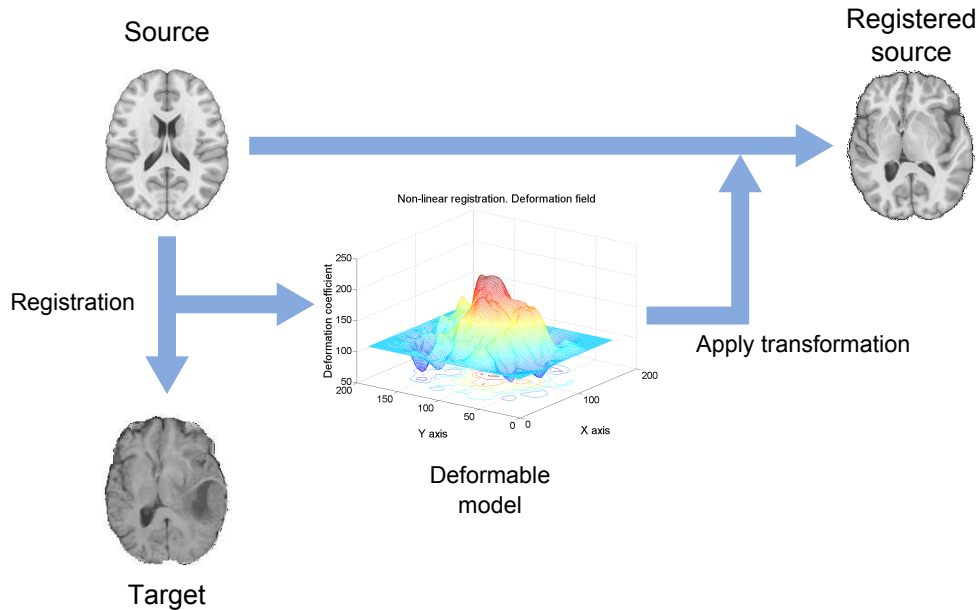 Source
Registered
source
Non-linear registration. Deformation field
Registration
Deformation coefficient
250
200
150
100
50
200
150
100
50
0
0
100
200
Y axis
X axis
Apply transformation
Deformable
model
Target